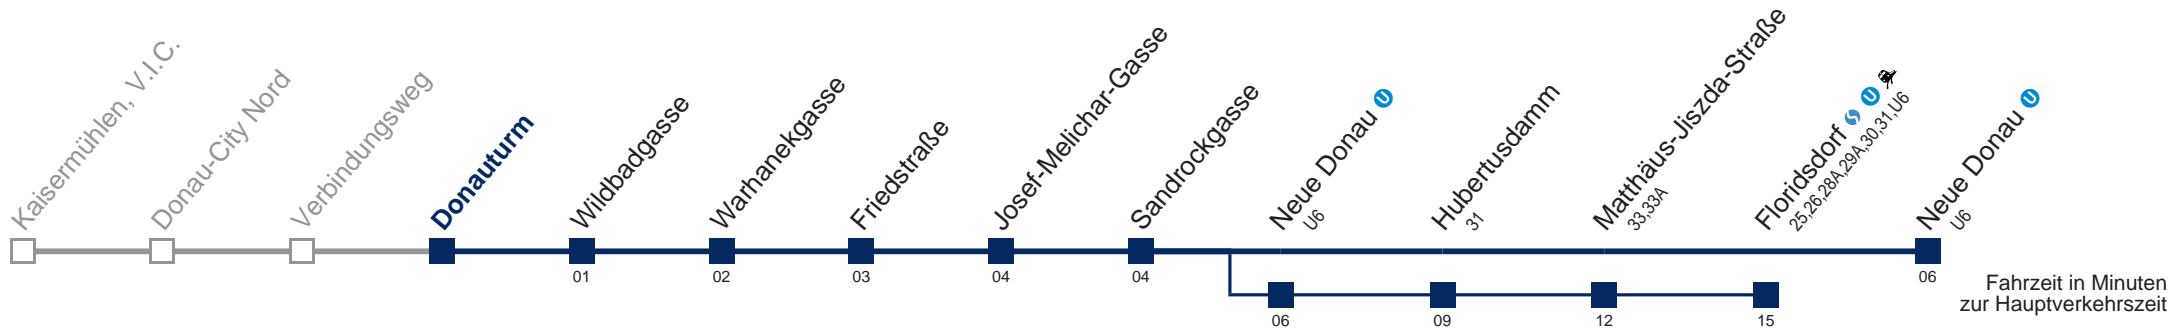 Kaisermühlen, V.I.C.
Donau-City Nord
Verbindungsweg
Donauturm
Wildbadgasse
Warhanekgasse
Friedstraße
Josef-Melichar-Gasse
Sandrockgasse
Neue Donau U
U6
Hubertusdamm
31
Matthäus-Jiszda-Straße
33,33A
Floridsdorf S U
25,26,28A,29A,30,31,U6
Neue Donau U
U6
01
02
03
04
04
06
09
12
15
06
Fahrzeit in Minuten
zur Hauptverkehrszeit